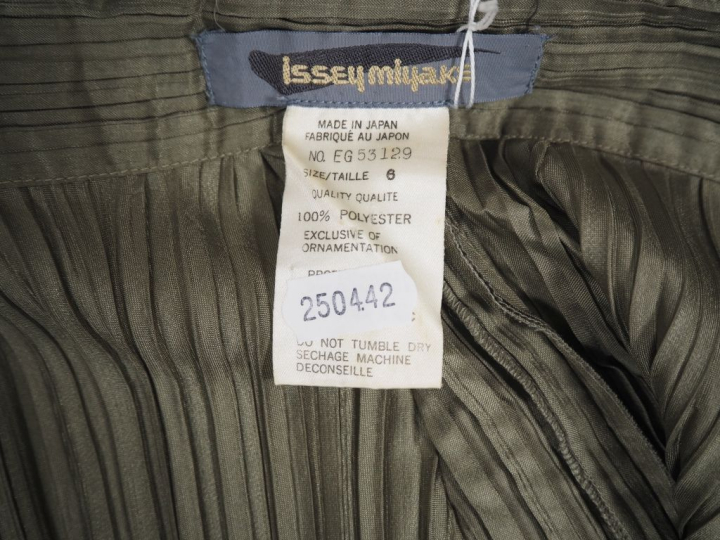 ISSEY MIYAKE
MADE IN JAPAN
FABRIQUÉ AU JAPON
NO. EG 53129
SIZE/TAILLE 6
QUALITY QUALITE
100% POLYESTER
EXCLUSIVE OF
ORNAMENTATION
250442
DO NOT TUMBLE DRY
SECHAGE MACHINE
DECONSEILLE